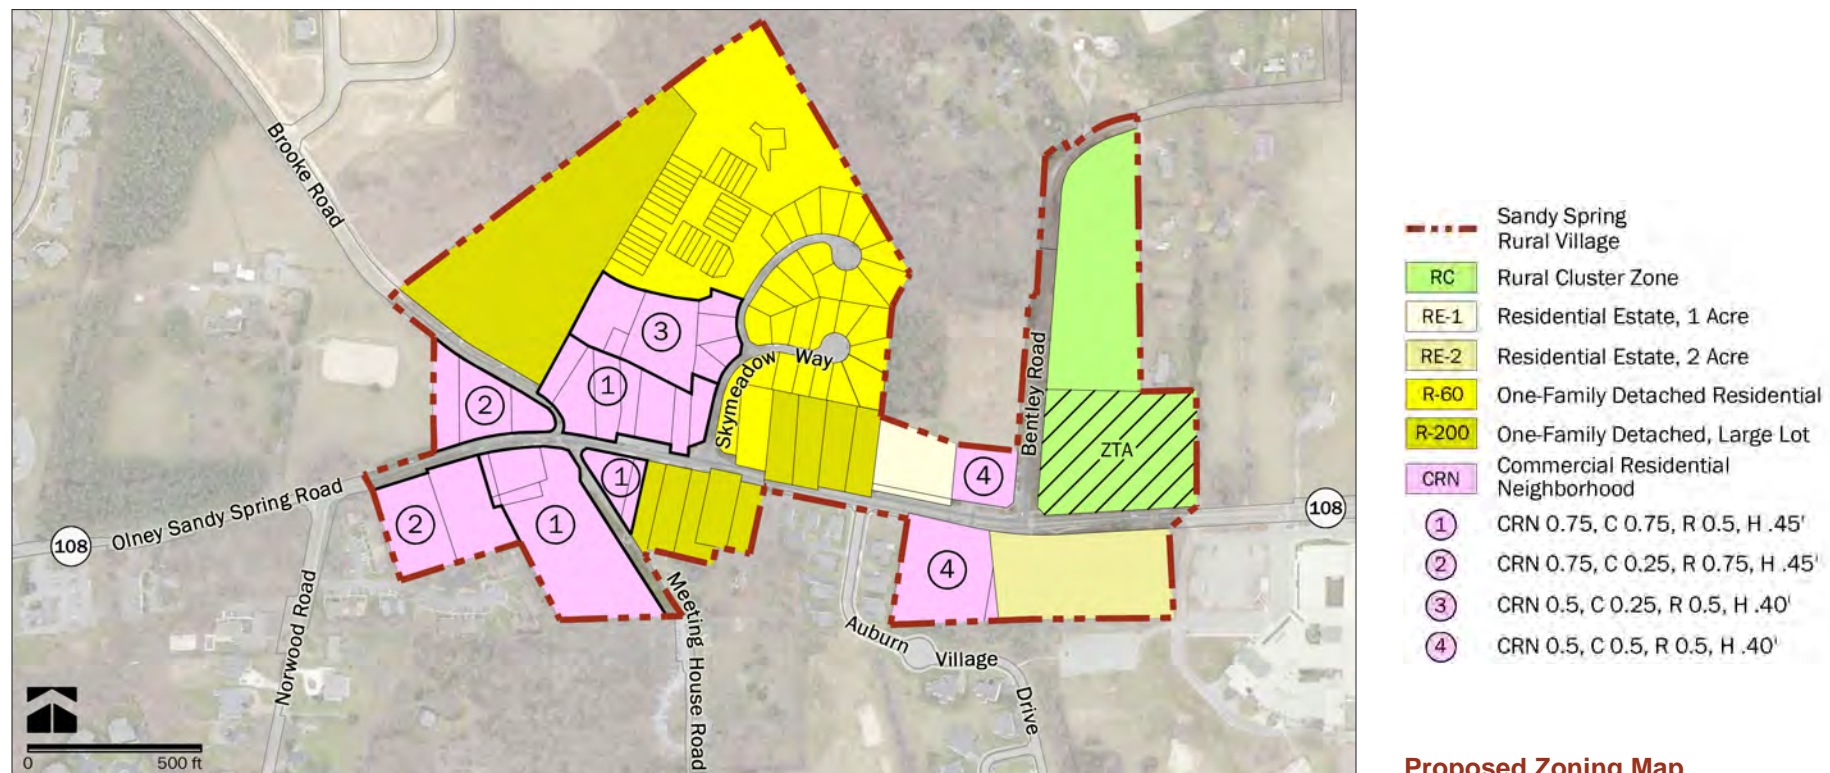 Brooke Road
3
1
2
Skymeadow Way
Bentley Road
ZTA
4
1
108
Olney Sandy Spring Road
2
1
108
4
Norwood Road
Meeting House Road
Auburn Village Drive
0 500 ft
Sandy Spring
Rural Village
RC Rural Cluster Zone
RE-1 Residential Estate, 1 Acre
RE-2 Residential Estate, 2 Acre
R-60 One-Family Detached Residential
R-200 One-Family Detached, Large Lot
CRN Commercial Residential
Neighborhood
1 CRN 0.75, C 0.75, R 0.5, H .45'
2 CRN 0.75, C 0.25, R 0.75, H .45'
3 CRN 0.5, C 0.25, R 0.5, H .40'
4 CRN 0.5, C 0.5, R 0.5, H .40'
Proposed Zoning Map